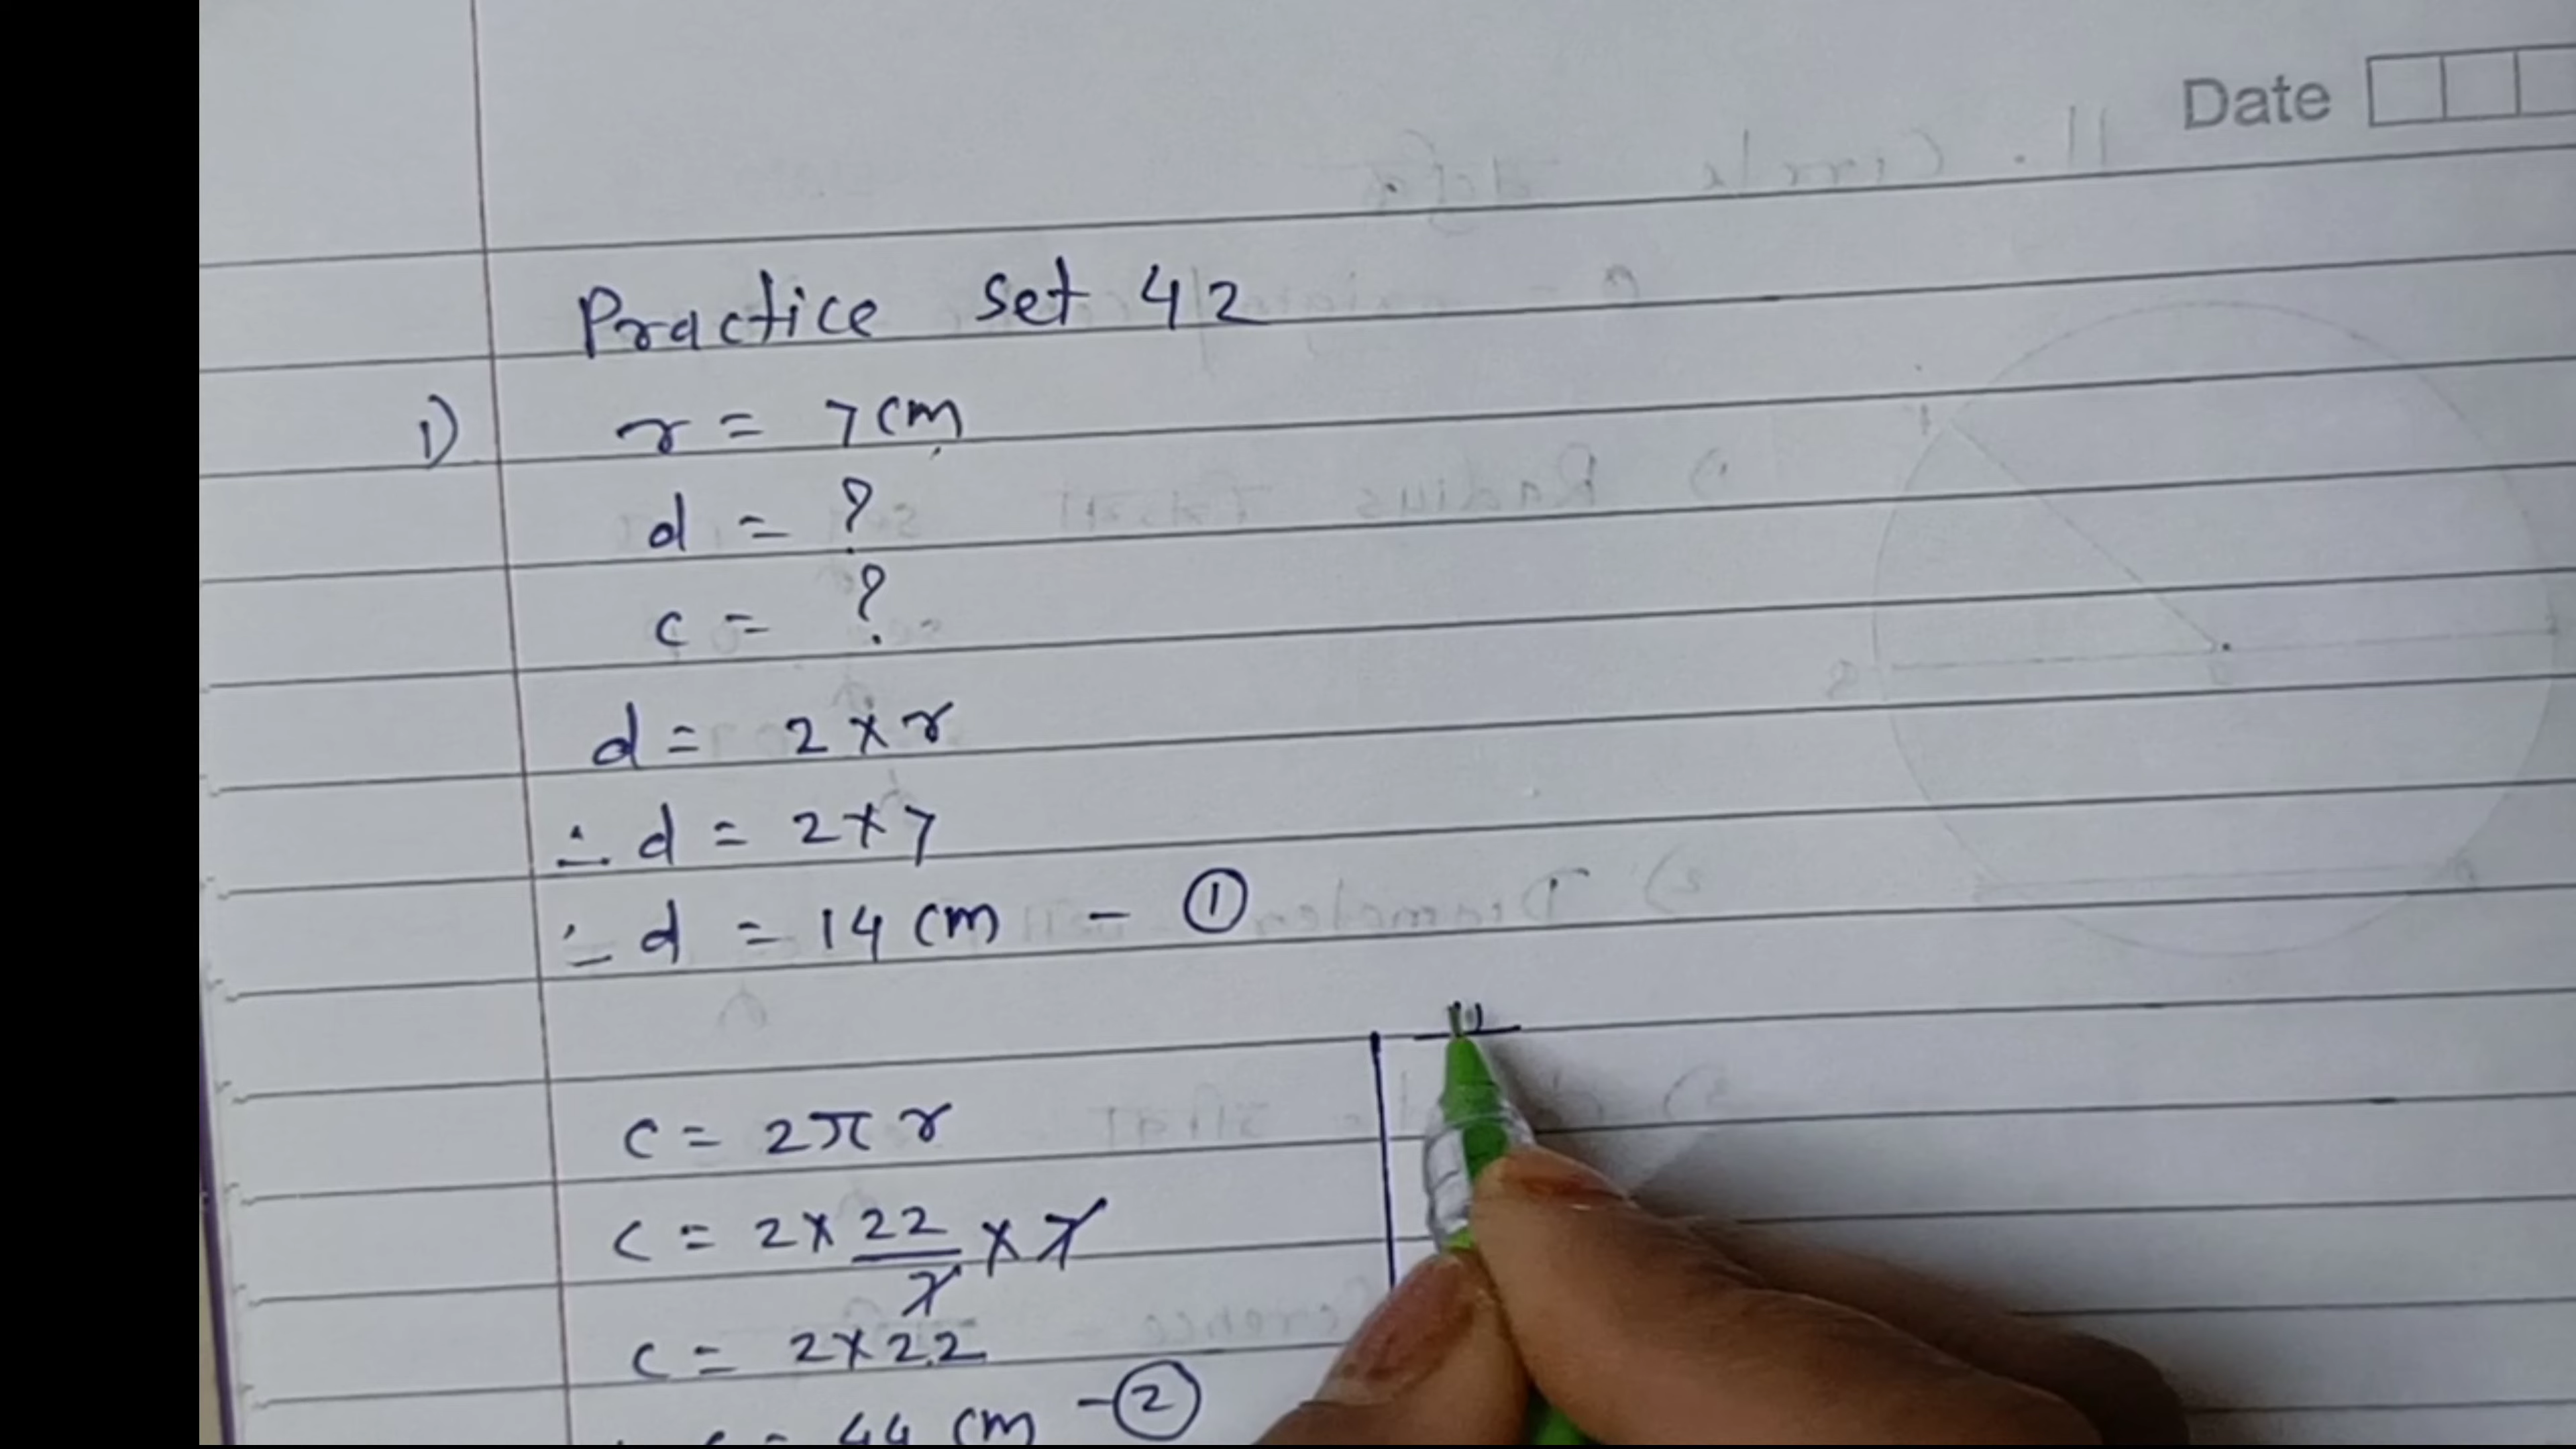 Date
Practice Set 42
1) r = 7 cm
d = ?
c = ?
d = 2 × r
∴ d = 2 × 7
∴ d = 14 cm - ①
c = 2πr
c = 2 × 22/7 × 7
c = 2 × 22
c = 44 cm - ②